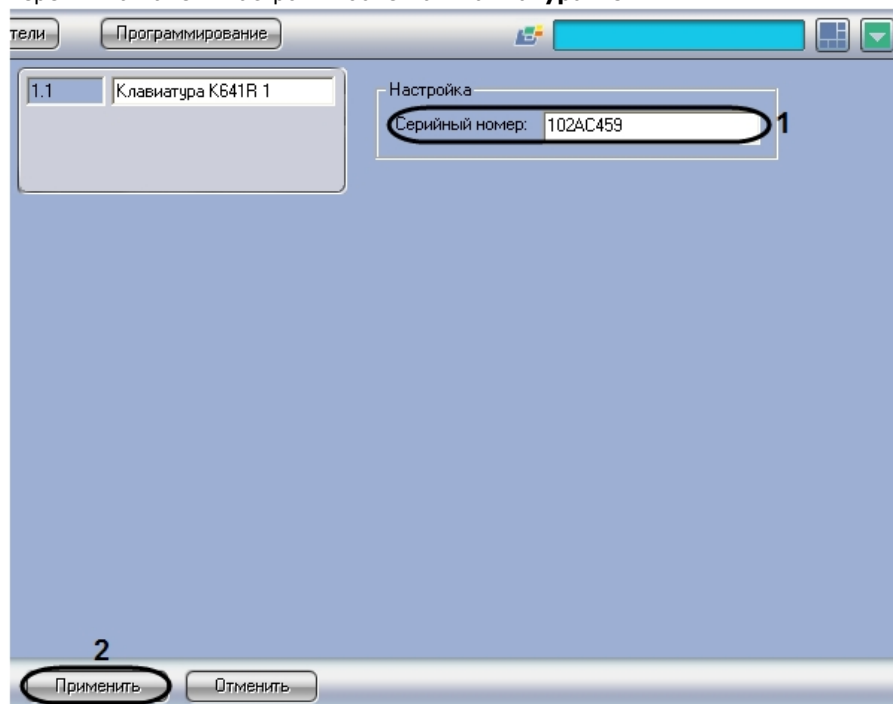 тели Программирование
1.1 Клавиатура K641R 1
Настройка
Серийный номер: 102AC459 1
2
Применить Отменить